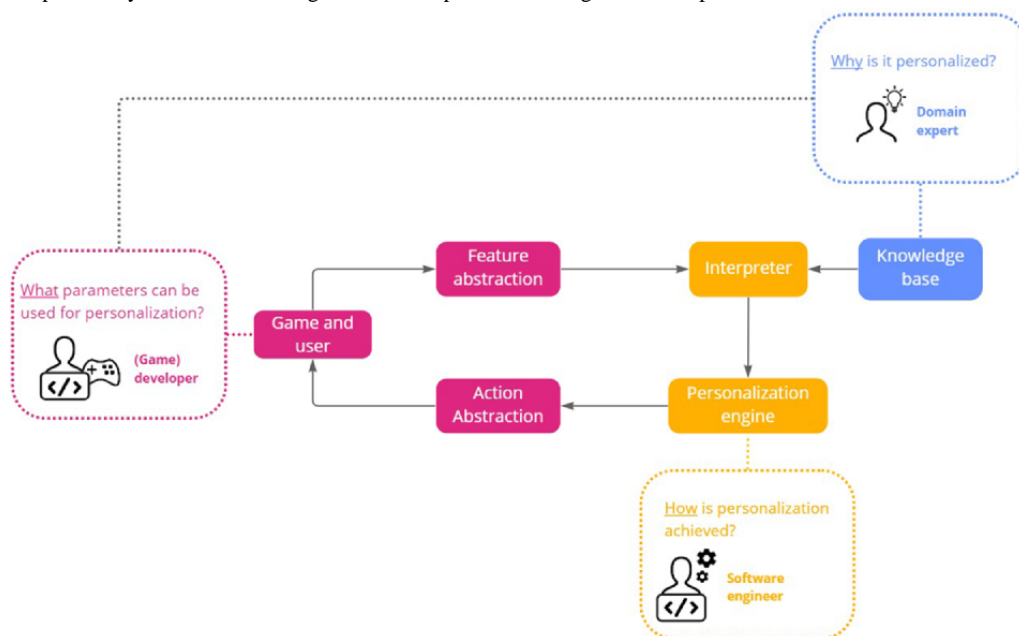 Why is it personalized?
Domain
expert
What parameters can be
used for personalization?
(Game)
developer
Game and
user
Feature
abstraction
Interpreter
Knowledge
base
Action
Abstraction
Personalization
engine
How is personalization
achieved?
Software
engineer